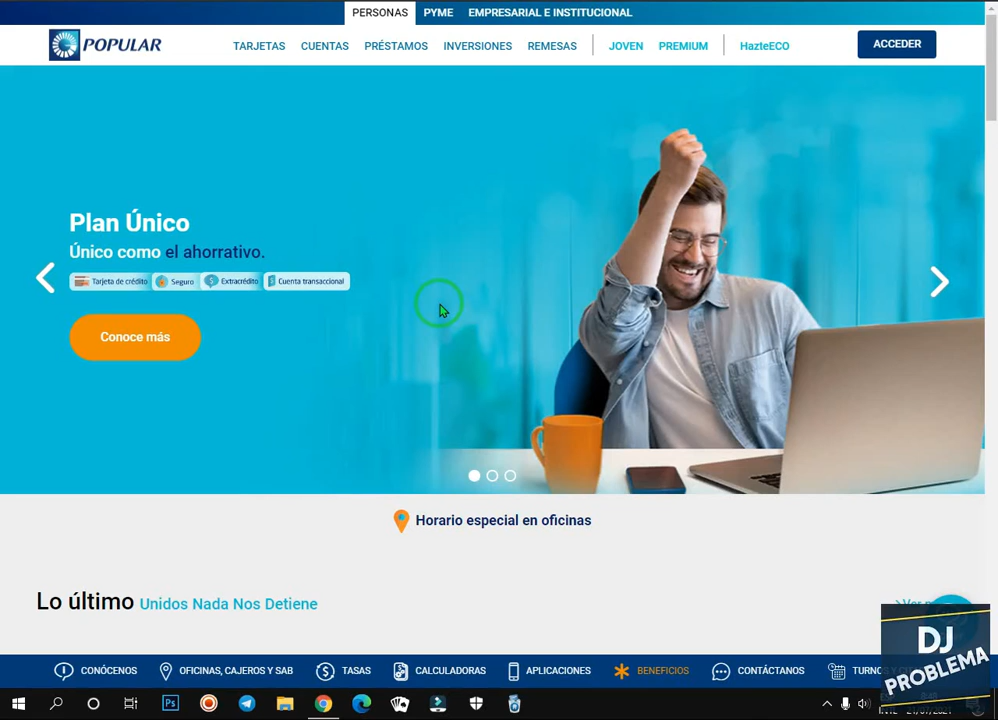 PERSONAS PYME EMPRESARIAL E INSTITUCIONAL
POPULAR TARJETAS CUENTAS PRÉSTAMOS INVERSIONES REMESAS JOVEN PREMIUM HazteECO ACCEDER
Plan Único
Único como el ahorrativo.
Tarjeta de crédito Seguro Extracrédito Cuenta transaccional
Conoce más
Horario especial en oficinas
Lo último Unidos Nada Nos Detiene
CONÓCENOS OFICINAS, CAJEROS Y SAB TASAS CALCULADORAS APLICACIONES BENEFICIOS CONTÁCTANOS
DJ
PROBLEMA
Ps